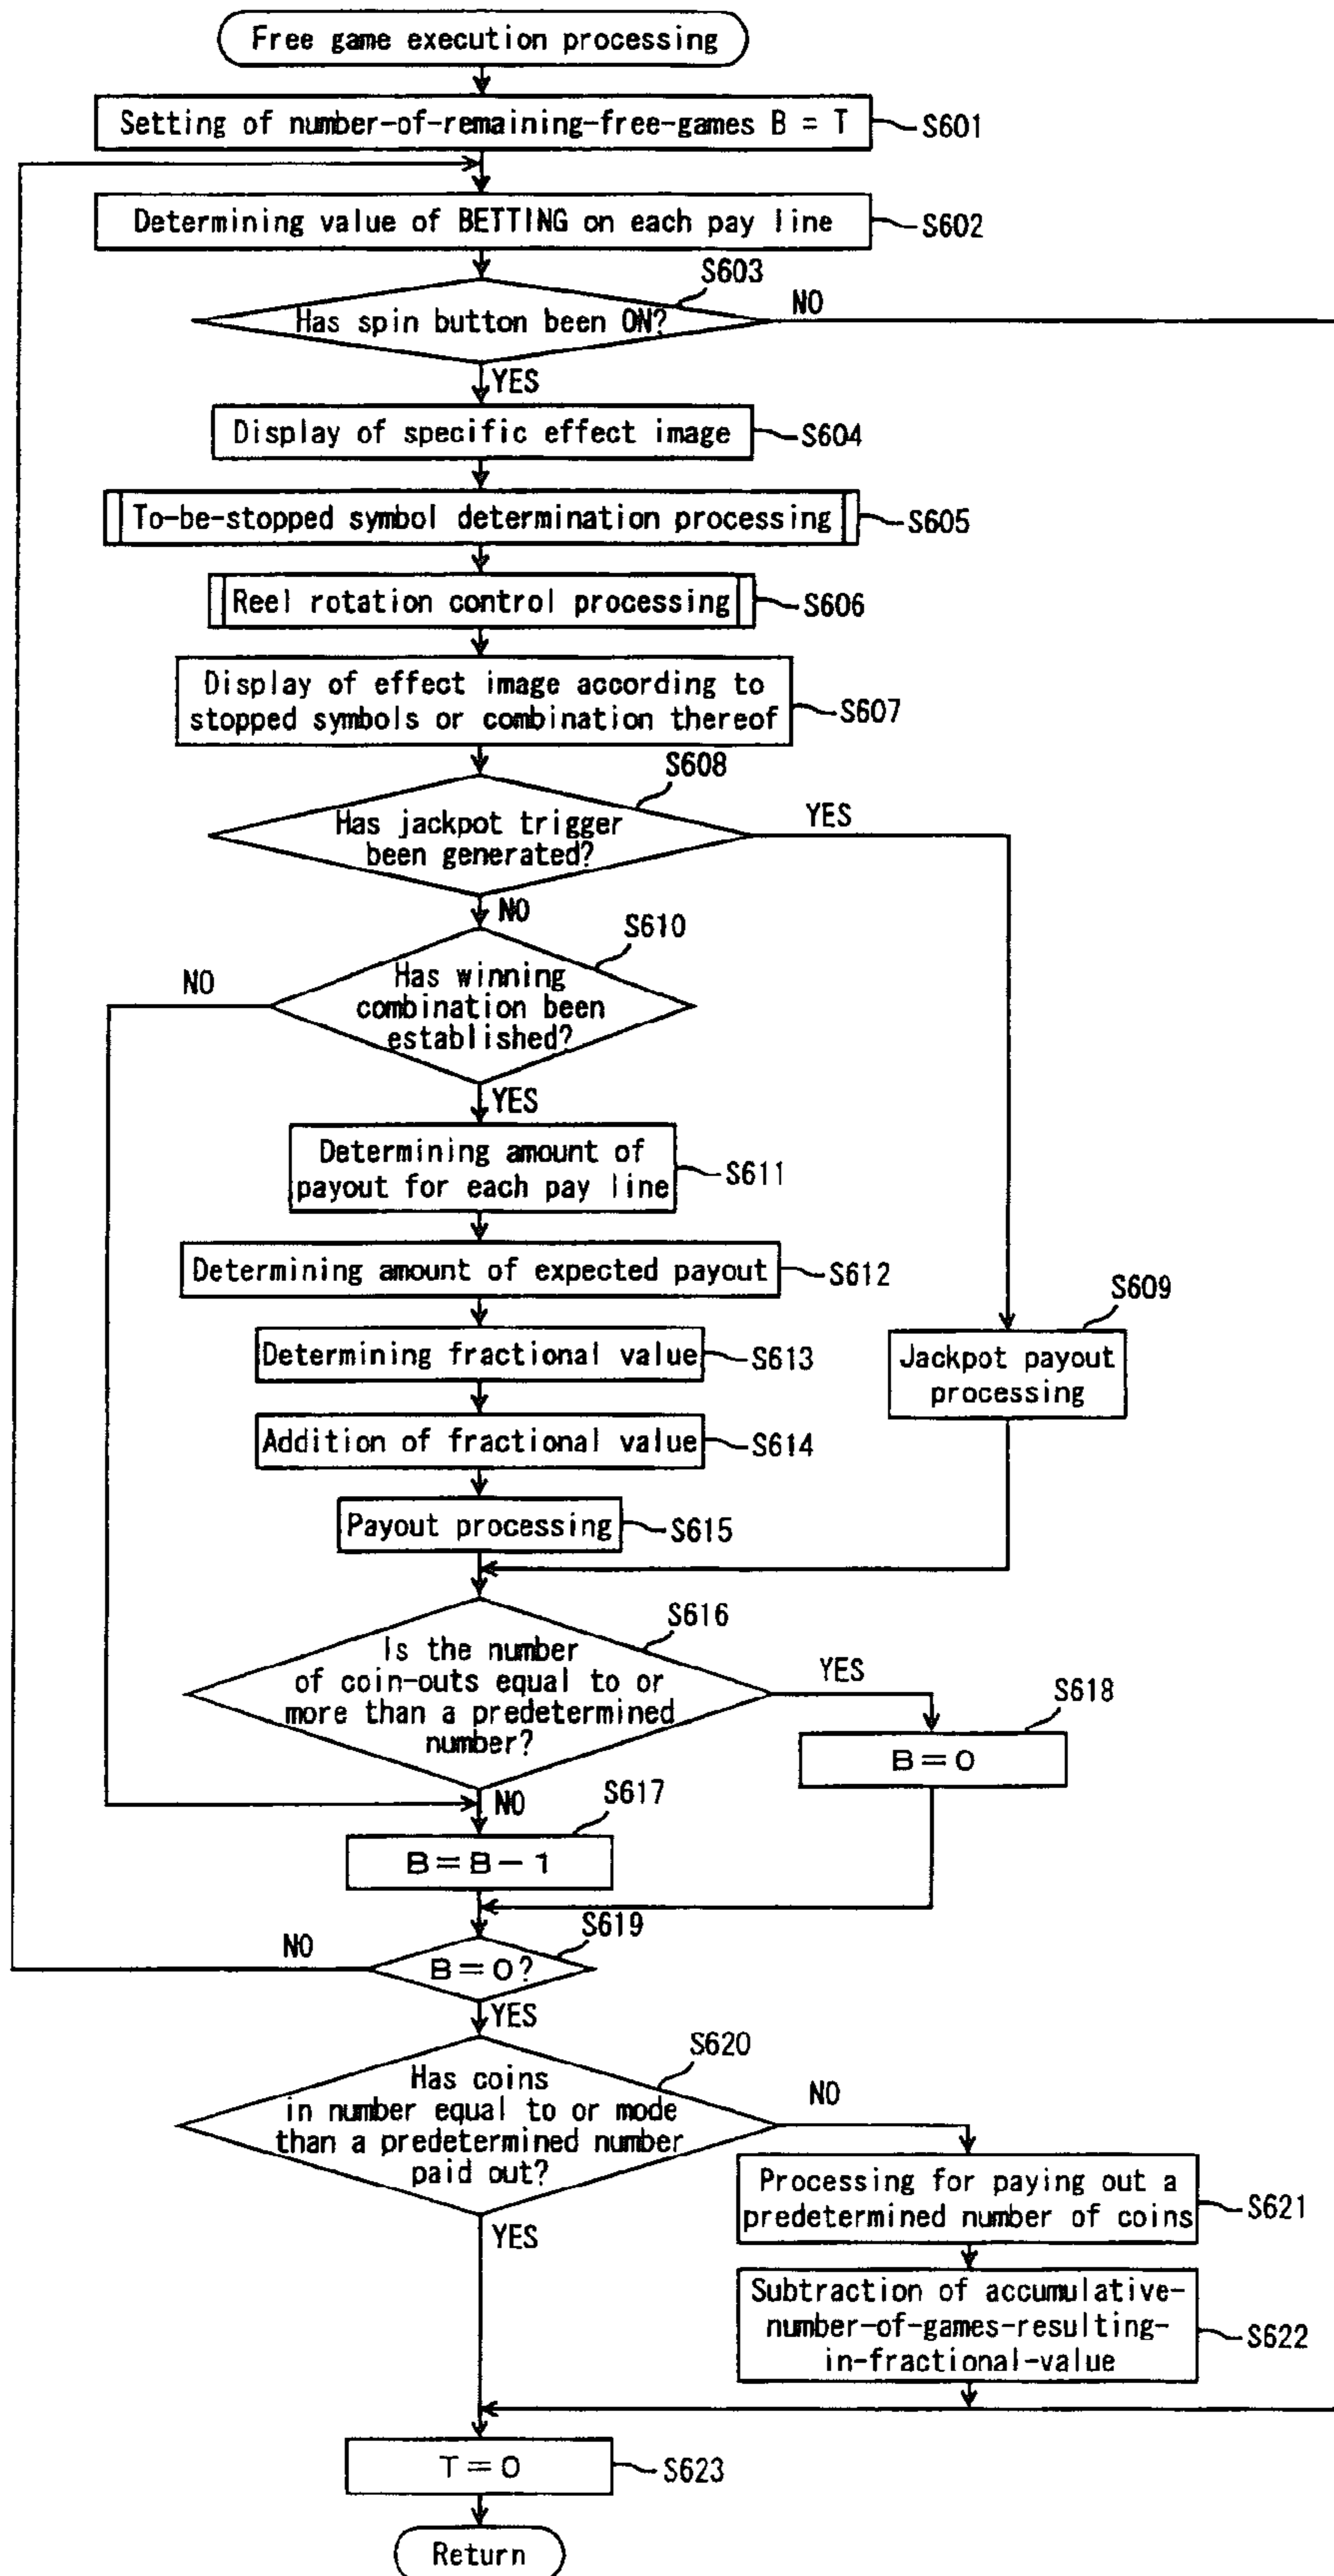 Free game execution processing
Setting of number-of-remaining-free-games B = T
S601
Determining value of BETTING on each pay line
S602
S603
Has spin button been ON?
NO
YES
Display of specific effect image
S604
To-be-stopped symbol determination processing
S605
Reel rotation control processing
S606
Display of effect image according to
stopped symbols or combination thereof
S607
S608
Has jackpot trigger
been generated?
YES
NO
S610
NO
Has winning
combination been
established?
YES
Determining amount of
payout for each pay line
S611
Determining amount of expected payout
S612
S609
Jackpot payout
processing
Determining fractional value
S613
Addition of fractional value
S614
Payout processing
S615
S616
Is the number
of coin-outs equal to or
more than a predetermined
number?
YES
S618
B=0
NO
S617
B=B-1
S619
NO
B=0?
YES
S620
Has coins
in number equal to or mode
than a predetermined number
paid out?
NO
Processing for paying out a
predetermined number of coins
S621
YES
Subtraction of accumulative-
number-of-games-resulting-
in-fractional-value
S622
T=0
S623
Return